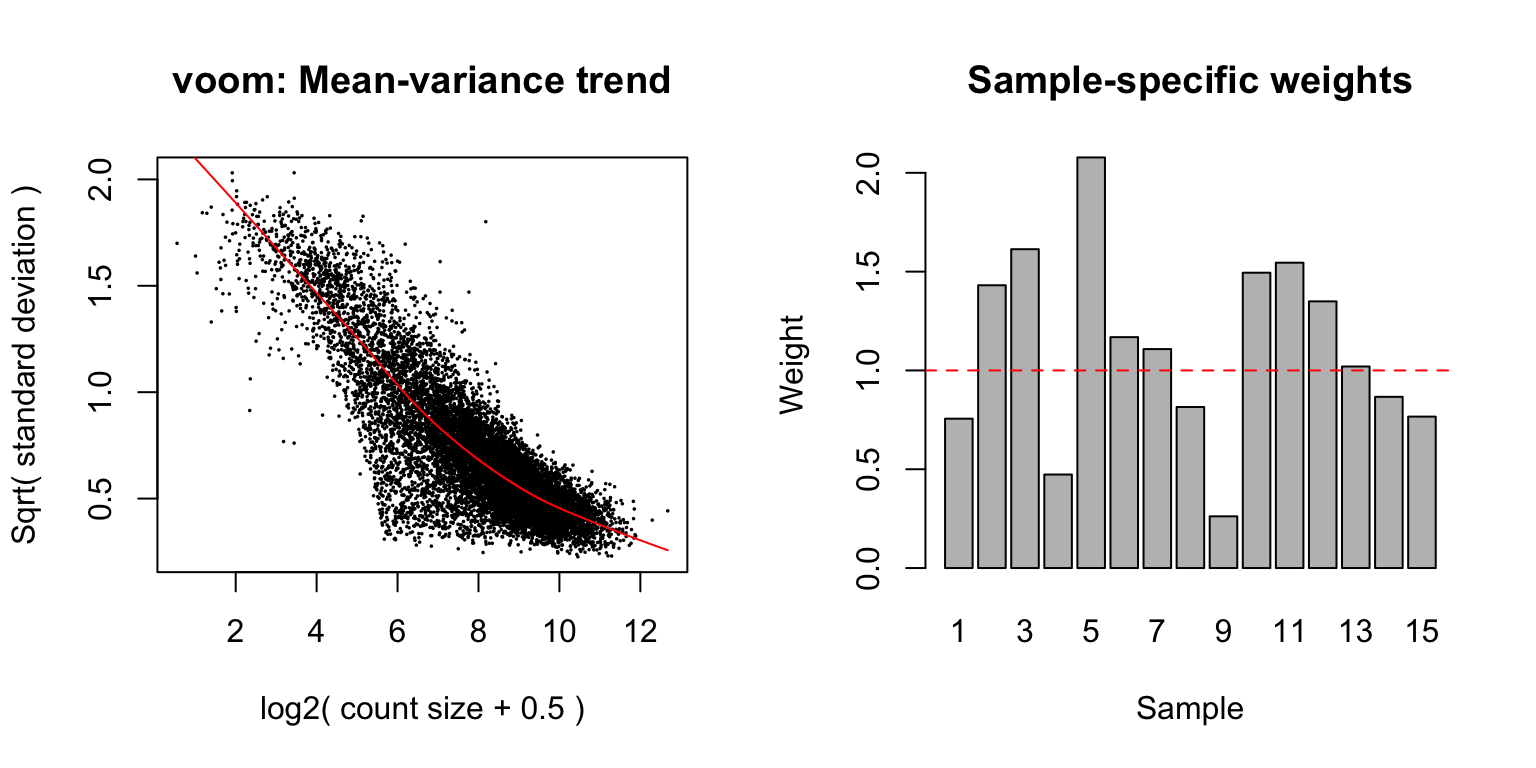 voom: Mean-variance trend
Sqrt( standard deviation )
2.0
1.5
1.0
0.5
2 4 6 8 10 12
log2( count size + 0.5 )
Sample-specific weights
Weight
2.0
1.5
1.0
0.5
0.0
1 3 5 7 9 11 13 15
Sample